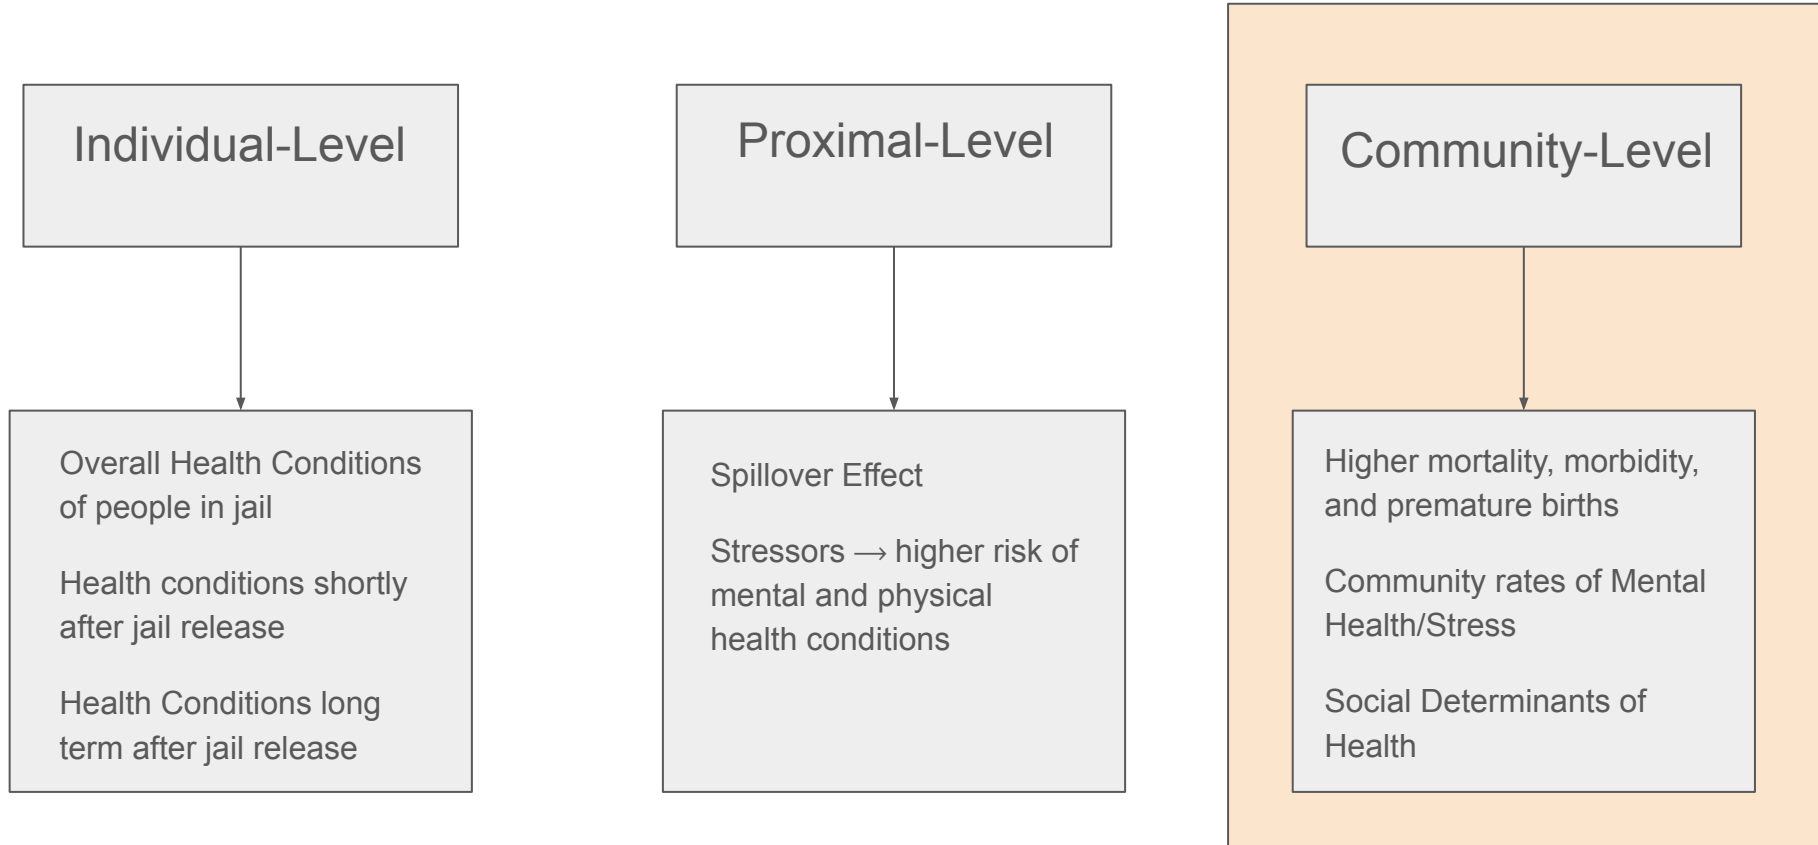 Individual-Level
Overall Health Conditions
of people in jail
Health conditions shortly
after jail release
Health Conditions long
term after jail release
Proximal-Level
Spillover Effect
Stressors → higher risk of
mental and physical
health conditions
Community-Level
Higher mortality, morbidity,
and premature births
Community rates of Mental
Health/Stress
Social Determinants of
Health